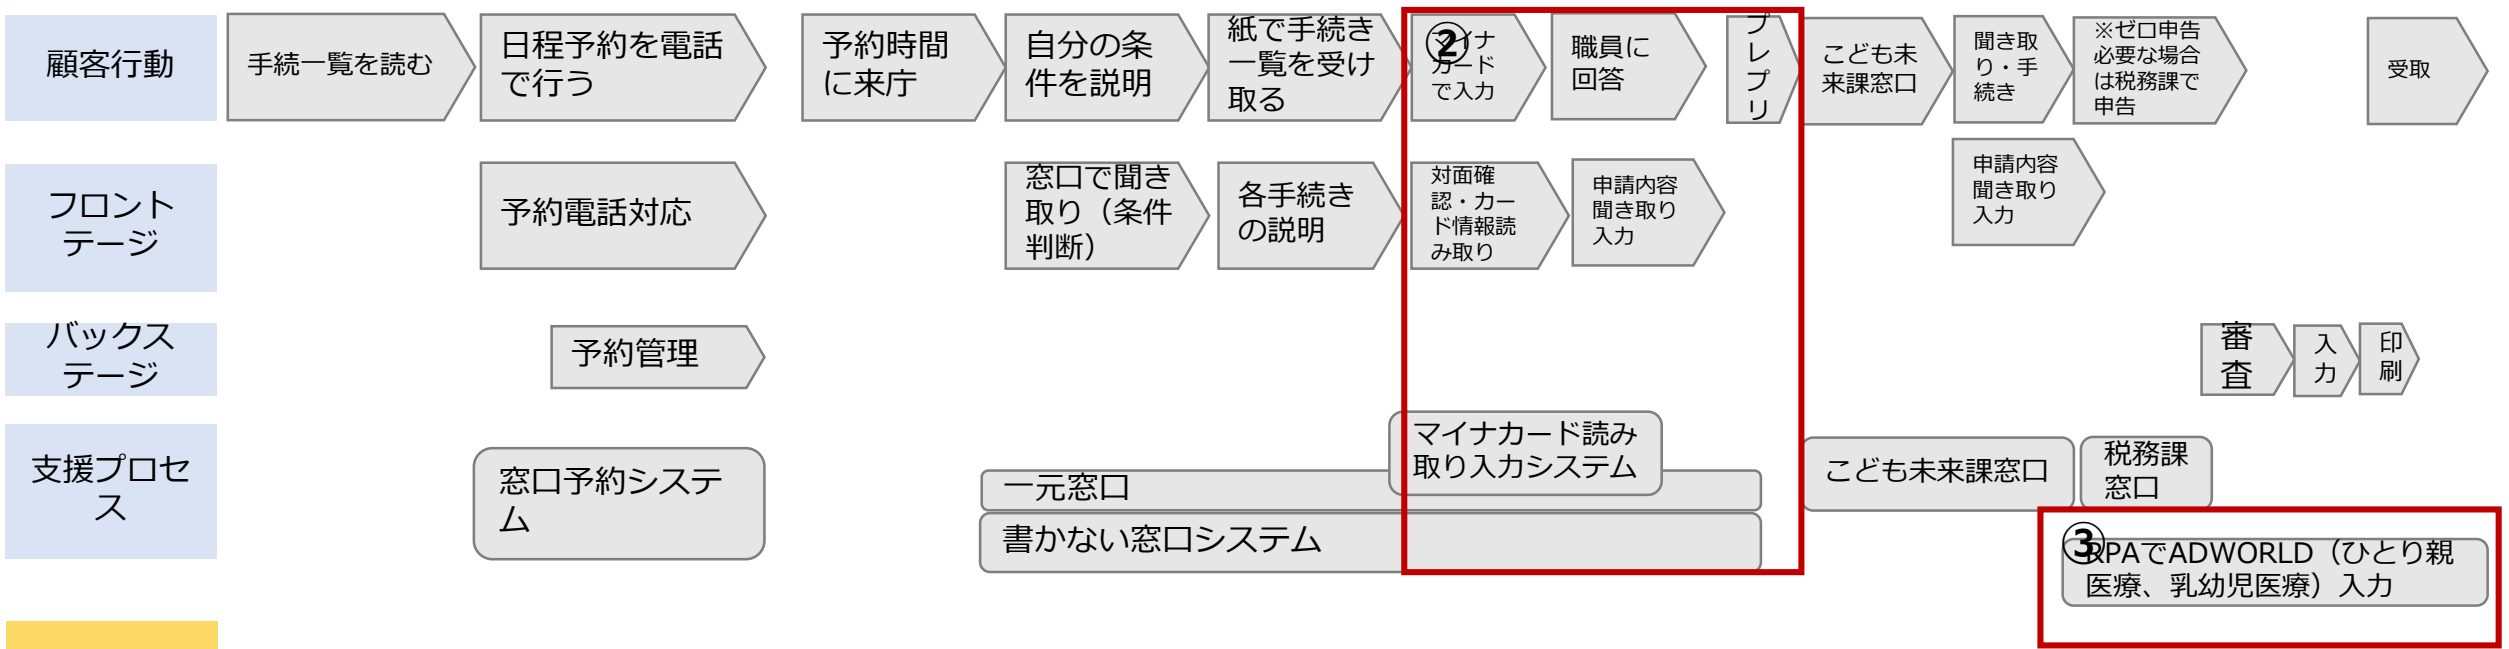 顧客行動
手続一覧を読む
日程予約を電話
で行う
予約時間
に来庁
自分の条
件を説明
紙で手続き
一覧を受け
取る
②
マイナ
カード
で入力
職員に
回答
プ
レ
プ
リ
こども未
来課窓口
聞き取
り・手
続き
※ゼロ申告
必要な場合
は税務課で
申告
受取
フロント
テージ
予約電話対応
窓口で聞き
取り（条件
判断）
各手続き
の説明
対面確
認・カー
ド情報読
み取り
申請内容
聞き取り
入力
申請内容
聞き取り
入力
バックス
テージ
予約管理
審
査
入
力
印
刷
支援プロセ
ス
窓口予約システ
ム
一元窓口
マイナカード読み
取り入力システム
書かない窓口システム
こども未来課窓口
税務課
窓口
③
RPAでADWORLD（ひとり親
医療、乳幼児医療）入力